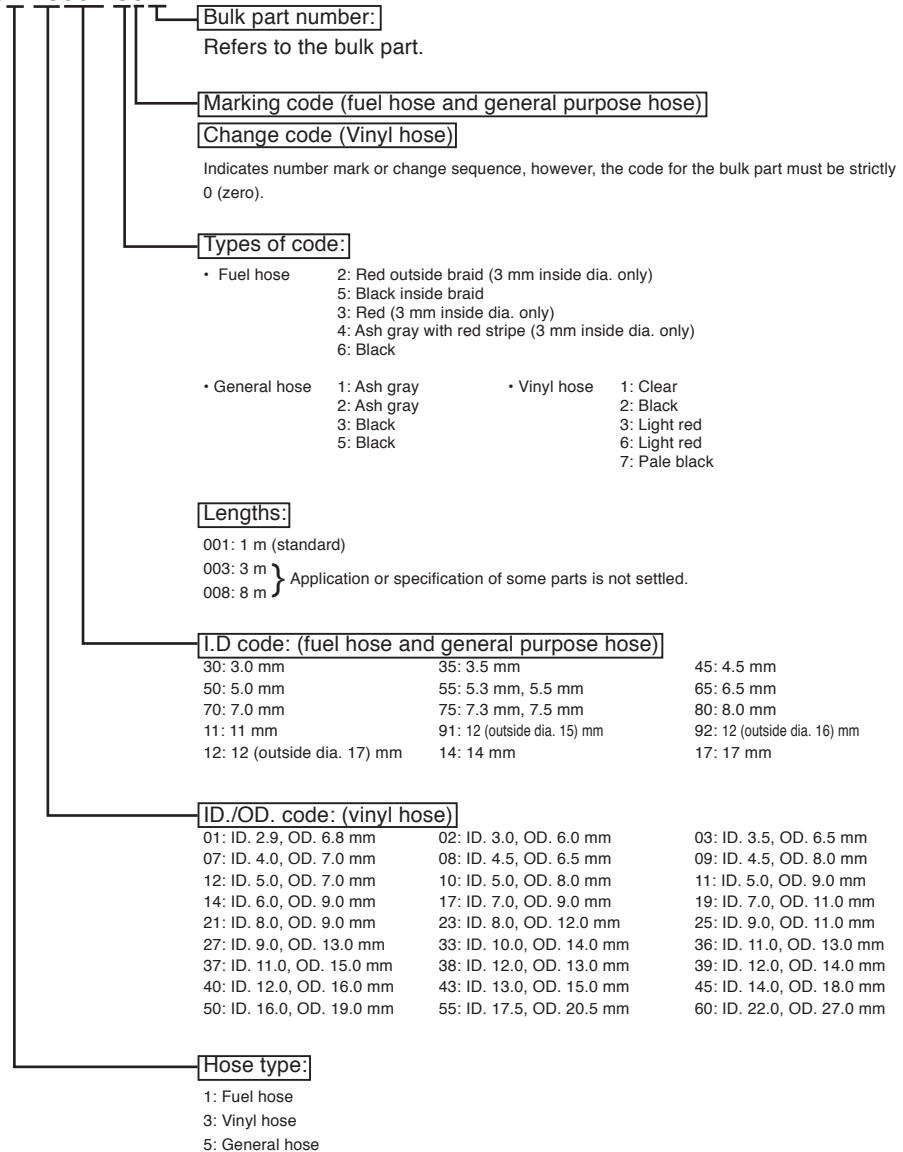 Bulk part number:
Refers to the bulk part.
Marking code (fuel hose and general purpose hose)
Change code (Vinyl hose)
Indicates number mark or change sequence, however, the code for the bulk part must be strictly
0 (zero).
Types of code:
・ Fuel hose 2: Red outside braid (3 mm inside dia. only)
5: Black inside braid
3: Red (3 mm inside dia. only)
4: Ash gray with red stripe (3 mm inside dia. only)
6: Black
・General hose 1: Ash gray ・Vinyl hose 1: Clear
2: Ash gray 2: Black
3: Black 3: Light red
5: Black 6: Light red
7: Pale black
Lengths:
001: 1 m (standard)
003: 3 m } Application or specification of some parts is not settled.
008: 8 m
I.D code: (fuel hose and general purpose hose)
30: 3.0 mm 35: 3.5 mm 45: 4.5 mm
50: 5.0 mm 55: 5.3 mm, 5.5 mm 65: 6.5 mm
70: 7.0 mm 75: 7.3 mm, 7.5 mm 80: 8.0 mm
11: 11 mm 91: 12 (outside dia. 15) mm 92: 12 (outside dia. 16) mm
12: 12 (outside dia. 17) mm 14: 14 mm 17: 17 mm
ID./OD. code: (vinyl hose)
01: ID. 2.9, OD. 6.8 mm 02: ID. 3.0, OD. 6.0 mm 03: ID. 3.5, OD. 6.5 mm
07: ID. 4.0, OD. 7.0 mm 08: ID. 4.5, OD. 6.5 mm 09: ID. 4.5, OD. 8.0 mm
12: ID. 5.0, OD. 7.0 mm 10: ID. 5.0, OD. 8.0 mm 11: ID. 5.0, OD. 9.0 mm
14: ID. 6.0, OD. 9.0 mm 17: ID. 7.0, OD. 9.0 mm 19: ID. 7.0, OD. 11.0 mm
21: ID. 8.0, OD. 9.0 mm 23: ID. 8.0, OD. 12.0 mm 25: ID. 9.0, OD. 11.0 mm
27: ID. 9.0, OD. 13.0 mm 33: ID. 10.0, OD. 14.0 mm 36: ID. 11.0, OD. 13.0 mm
37: ID. 11.0, OD. 15.0 mm 38: ID. 12.0, OD. 13.0 mm 39: ID. 12.0, OD. 14.0 mm
40: ID. 12.0, OD. 16.0 mm 43: ID. 13.0, OD. 15.0 mm 45: ID. 14.0, OD. 18.0 mm
50: ID. 16.0, OD. 19.0 mm 55: ID. 17.5, OD. 20.5 mm 60: ID. 22.0, OD. 27.0 mm
Hose type:
1: Fuel hose
3: Vinyl hose
5: General hose